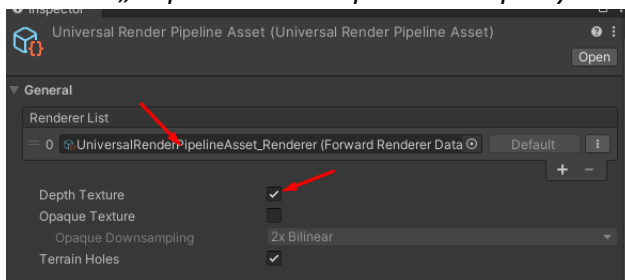 Inspector
Universal Render Pipeline Asset (Universal Render Pipeline Asset)
Open
General
Renderer List
0 UniversalRenderPipelineAsset_Renderer (Forward Renderer Data Default
Depth Texture
Opaque Texture
Opaque Downsampling 2x Bilinear
Terrain Holes